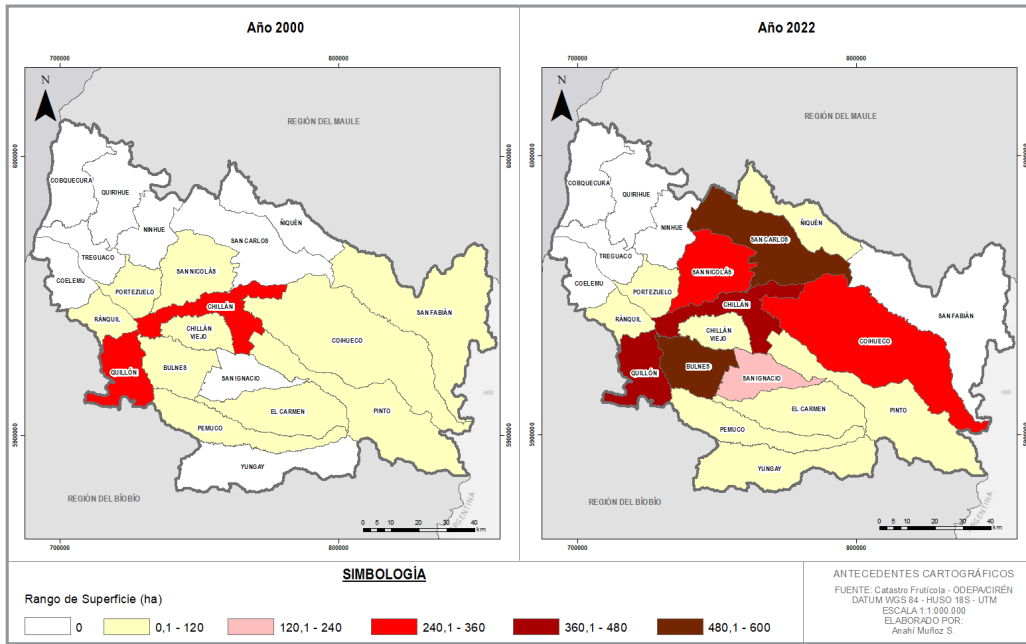 Año 2000
700000
800000
N
REGIÓN DEL MAULE
6000000
COBQUECURA
QUIRIHUE
NINHUE
ÑIQUÉN
SAN CARLOS
TREGUACO
SAN NICOLÁS
COELEMU
PORTEZUELO
CHILLÁN
SAN FABIÁN
RÁNQUIL
CHILLÁN
VIEJO
COIHUECO
BULNES
QUILLÓN
SAN IGNACIO
EL CARMEN
PINTO
PEMUCO
YUNGAY
REGIÓN DEL BÍOBÍO
0 5 10 20 30 40
km
700000
800000
Año 2022
700000
800000
N
REGIÓN DEL MAULE
6000000
COBQUECURA
QUIRIHUE
ÑIQUÉN
NINHUE
SAN CARLOS
TREGUACO
SAN NICOLÁS
COELEMU
PORTEZUELO
CHILLÁN
SAN FABIÁN
RÁNQUIL
CHILLÁN
VIEJO
COIHUECO
BULNES
QUILLÓN
SAN IGNACIO
EL CARMEN
PINTO
PEMUCO
YUNGAY
REGIÓN DEL BÍOBÍO
0 5 10 20 30 40
km
700000
800000
SIMBOLOGÍA
Rango de Superficie (ha)
0
0,1 - 120
120,1 - 240
240,1 - 360
360,1 - 480
480,1 - 600
ANTECEDENTES CARTOGRÁFICOS
FUENTE: Catastro Frutícola - ODEPA/CIRÉN
DATUM WGS 84 - HUSO 18S - UTM
ESCALA 1:1.000.000
ELABORADO POR:
Anahí Muñoz S.